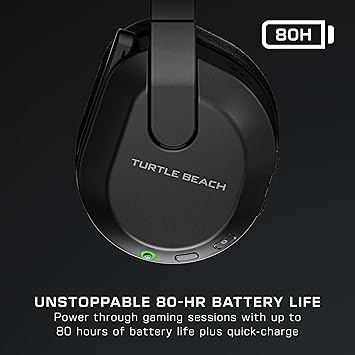 80H
TURTLE BEACH
UNSTOPPABLE 80-HR BATTERY LIFE
Power through gaming sessions with up to
80 hours of battery life plus quick-charge